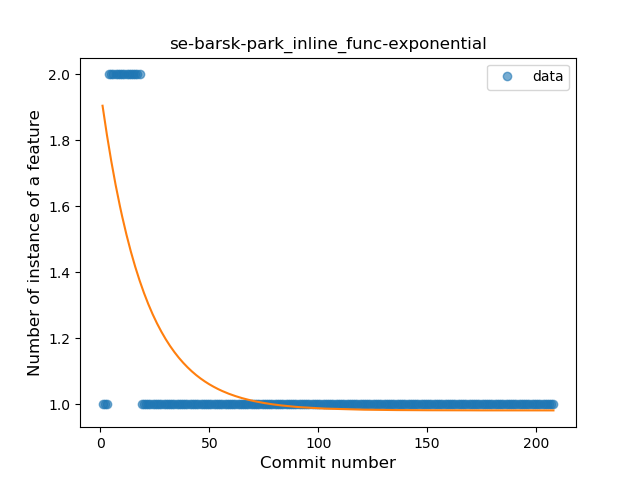 se-barsk-park_inline_func-exponential
data
Number of instance of a feature
2.0
1.8
1.6
1.4
1.2
1.0
0 50 100 150 200
Commit number